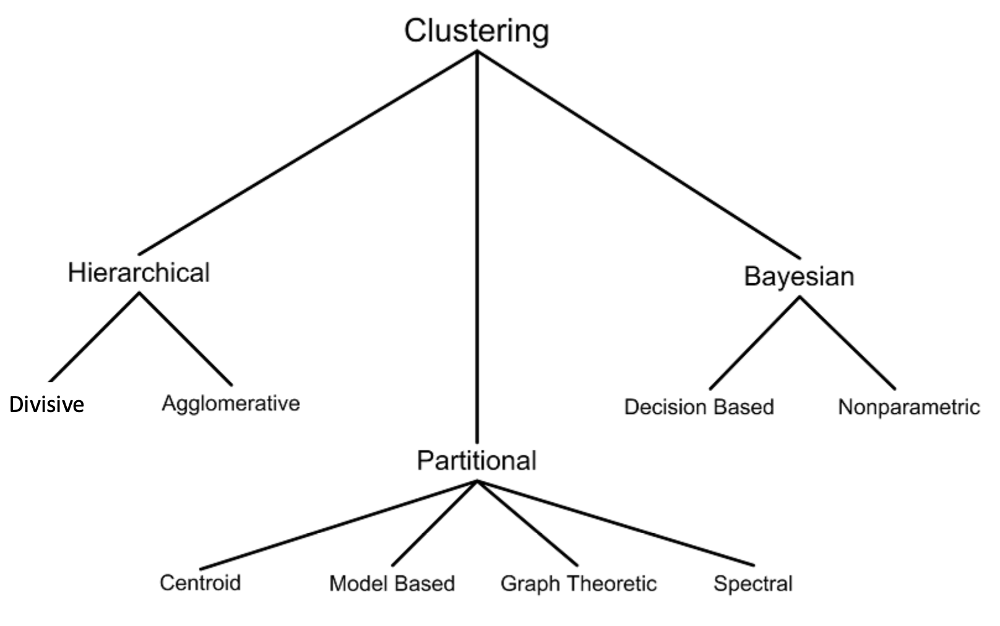 Clustering
Hierarchical
Bayesian
Divisive
Agglomerative
Decision Based
Nonparametric
Partitional
Centroid
Model Based
Graph Theoretic
Spectral